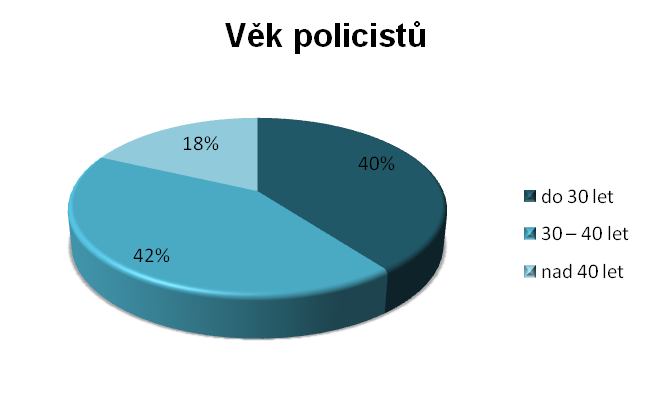 Věk policistů
18%
40%
42%
do 30 let
30 – 40 let
nad 40 let